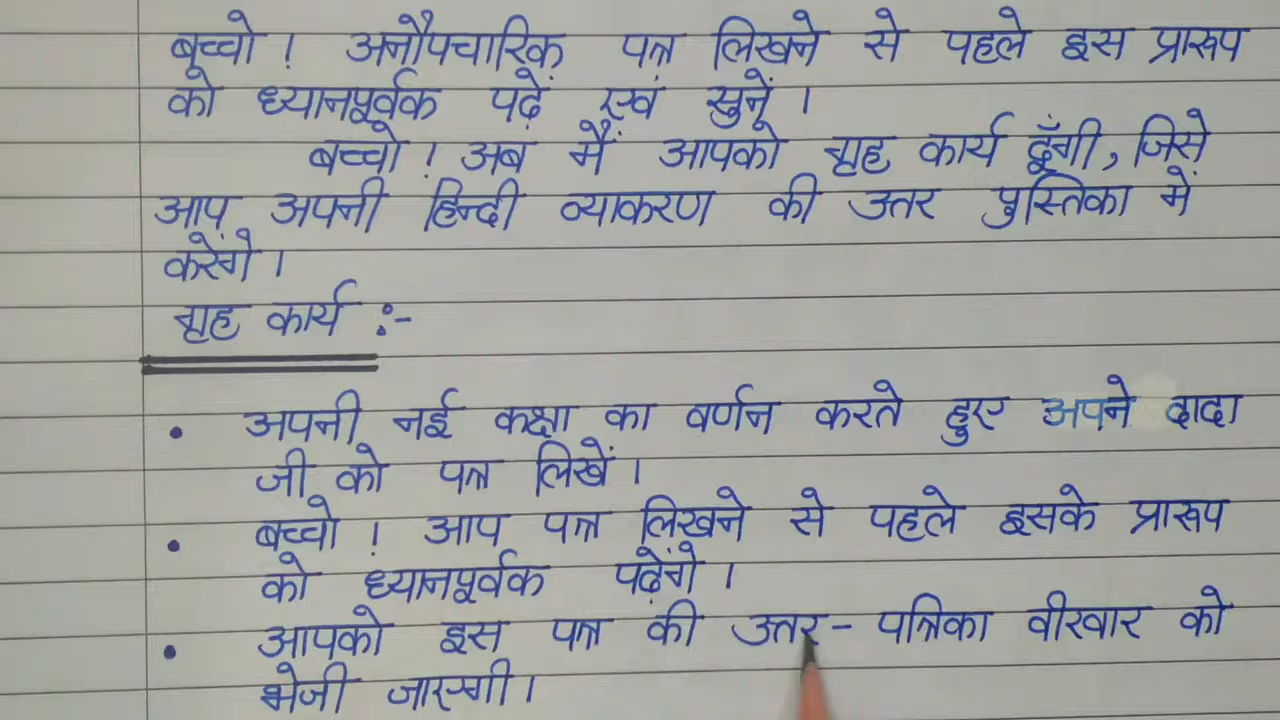 बच्चो ! अनौपचारिक पत्र लिखने से पहले इस प्रारूप
को ध्यानपूर्वक पढ़ें एवं सुनें ।
बच्चो ! अब मैं आपको गृह कार्य दूँगी, जिसे
आप अपनी हिन्दी व्याकरण की उत्तर पुस्तिका में
करेंगे ।
गृह कार्य :-
• अपनी नई कक्षा का वर्णन करते हुए अपने दादा
जी को पत्र लिखें ।
• बच्चो ! आप पत्र लिखने से पहले इसके प्रारूप
को ध्यानपूर्वक पढ़ेंगे ।
• आपको इस पत्र की उत्तर - पत्रिका वीरवार को
भेजी जाएगी ।